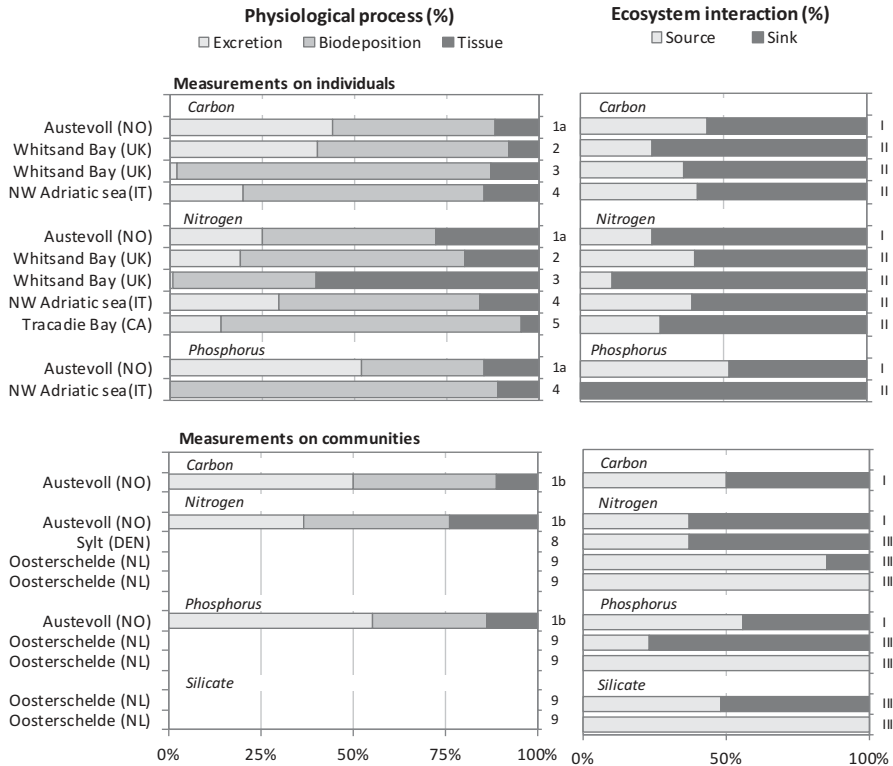 Physiological process (%) Ecosystem interaction (%)
Excretion Biodeposition Tissue Source Sink
Measurements on individuals
Carbon Carbon
Austevoll (NO) 1a I
Whitsand Bay (UK) 2 II
Whitsand Bay (UK) 3 II
NW Adriatic sea(IT) 4 II
Nitrogen Nitrogen
Austevoll (NO) 1a I
Whitsand Bay (UK) 2 II
Whitsand Bay (UK) 3 II
NW Adriatic sea(IT) 4 II
Tracadie Bay (CA) 5 II
Phosphorus Phosphorus
Austevoll (NO) 1a I
NW Adriatic sea(IT) 4 II
Measurements on communities
Carbon Carbon
Austevoll (NO) 1b I
Nitrogen Nitrogen
Austevoll (NO) 1b I
Sylt (DEN) 8 III
Oosterschelde (NL) 9 III
Oosterschelde (NL) 9 III
Phosphorus Phosphorus
Austevoll (NO) 1b I
Oosterschelde (NL) 9 III
Oosterschelde (NL) 9 III
Silicate Silicate
Oosterschelde (NL) 9 III
Oosterschelde (NL) 9 III
0% 25% 50% 75% 100% 0% 50% 100%